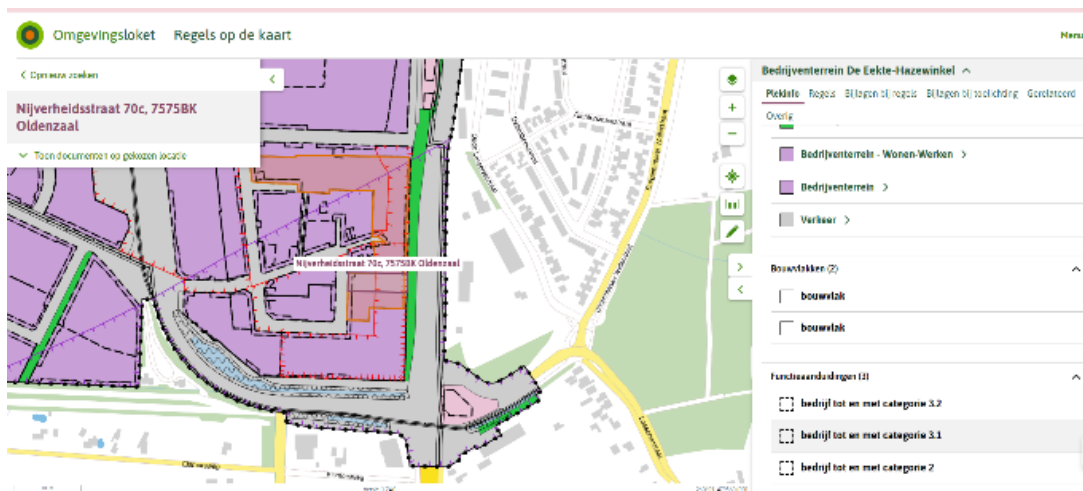 Omgevingsloket Regels op de kaart
Menu
Opnieuw zoeken
Nijverheidsstraat 70c, 7575BK
Oldenzaal
Toon documenten op gekozen locatie
Nijverheidsstraat 70c, 7575BK Oldenzaal
Bedrijventerrein De Eekte-Hazewinkel
Plekinfo Regels Bijlagen bij regels Bijlagen bij toelichting Gerelateerd
Overig
Bedrijventerrein - Wonen-Werken
Bedrijventerrein
Verkeer
Bouwvlakken (2)
bouwvlak
bouwvlak
Functieaanduidingen (3)
bedrijf tot en met categorie 3.2
bedrijf tot en met categorie 3.1
bedrijf tot en met categorie 2